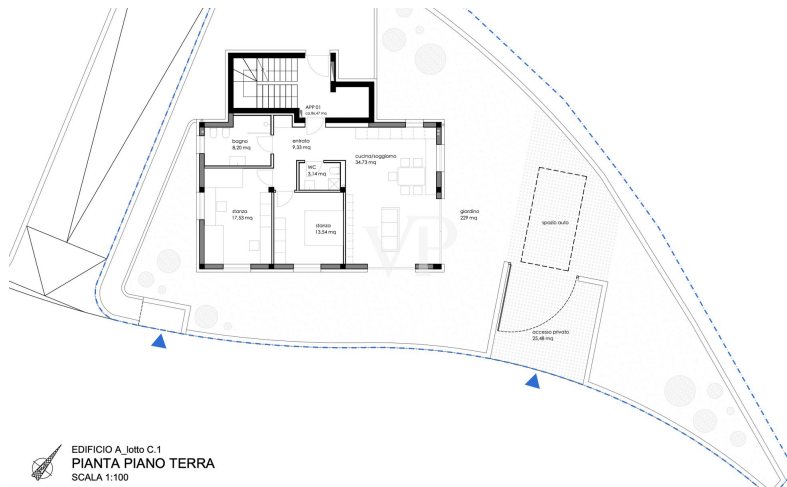 APP 01
bagno
8,20 mq
entrata
9,33 mq
cucina/soggiorno
34,73 mq
WC
3,14 mq
stanza
17,53 mq
stanza
13,54 mq
giardino
229 mq
spazio auto
accesso privato
25,48 mq
VP
EDIFICIO A_lotto C.1
PIANTA PIANO TERRA
SCALA 1:100